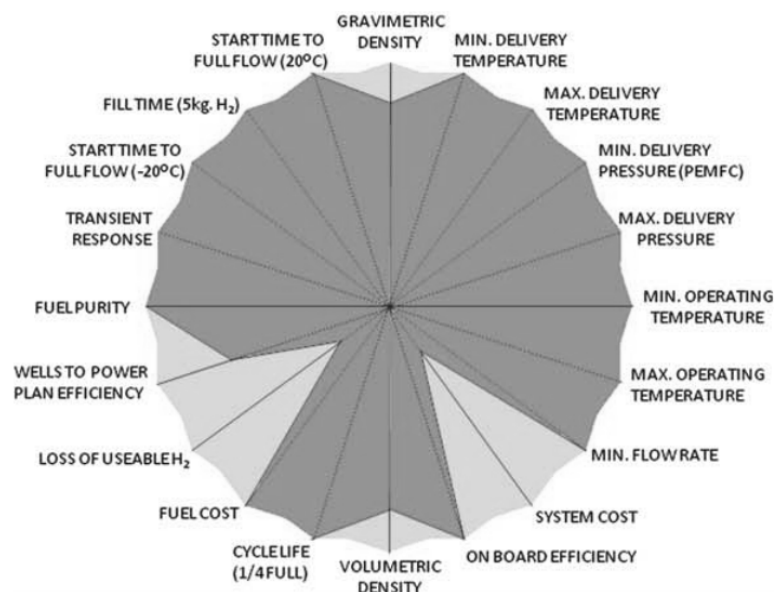 GRAVIMETRIC
DENSITY
MIN. DELIVERY
TEMPERATURE
MAX. DELIVERY
TEMPERATURE
MIN. DELIVERY
PRESSURE (PEMFC)
MAX. DELIVERY
PRESSURE
MIN. OPERATING
TEMPERATURE
MAX. OPERATING
TEMPERATURE
MIN. FLOW RATE
SYSTEM COST
ON BOARD EFFICIENCY
VOLUMETRIC
DENSITY
CYCLE LIFE
(1/4 FULL)
FUEL COST
LOSS OF USEABLE H₂
WELLS TO POWER
PLAN EFFICIENCY
FUEL PURITY
TRANSIENT
RESPONSE
START TIME TO
FULL FLOW (-20°C)
FILL TIME (5kg. H₂)
START TIME TO
FULL FLOW (20°C)